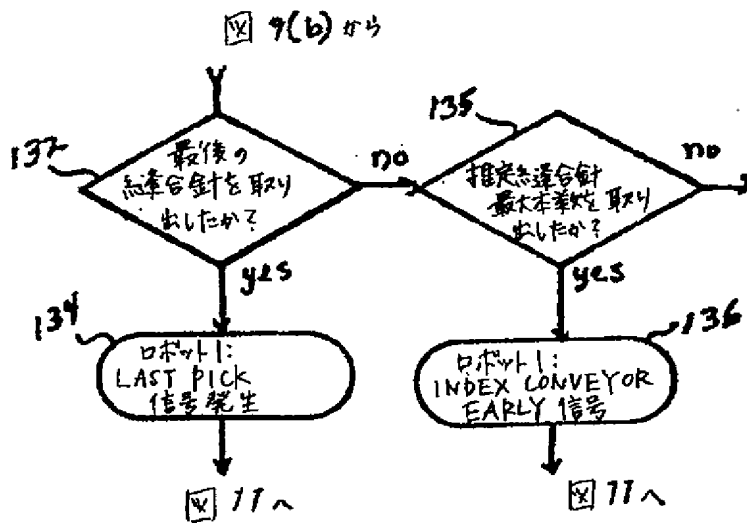 図 9(b) から
132
最後の
縫合針を取り
出したか?
no
yes
134
ロボット1:
LAST PICK
信号発生
図 11へ
135
推定縫合針
最大本数を取り
出したか?
no
yes
136
ロボット1:
INDEX CONVEYOR
EARLY 信号
図 11へ